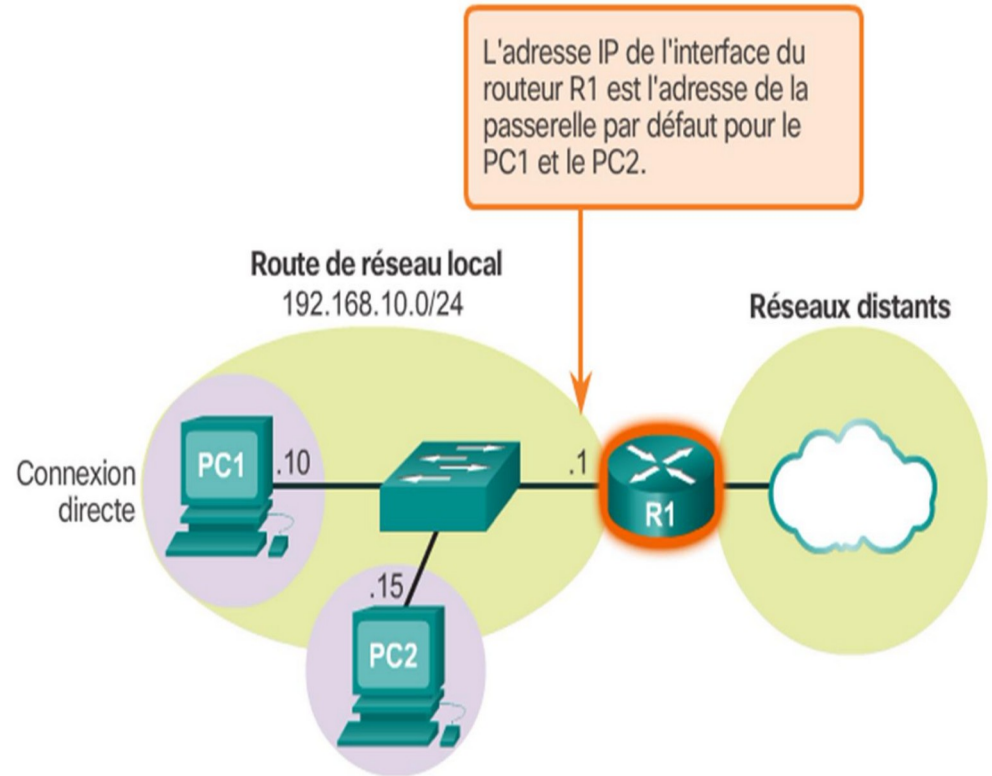 L'adresse IP de l'interface du
routeur R1 est l'adresse de la
passerelle par défaut pour le
PC1 et le PC2.
Route de réseau local
192.168.10.0/24
Réseaux distants
Connexion
directe
PC1
.10
.1
R1
.15
PC2